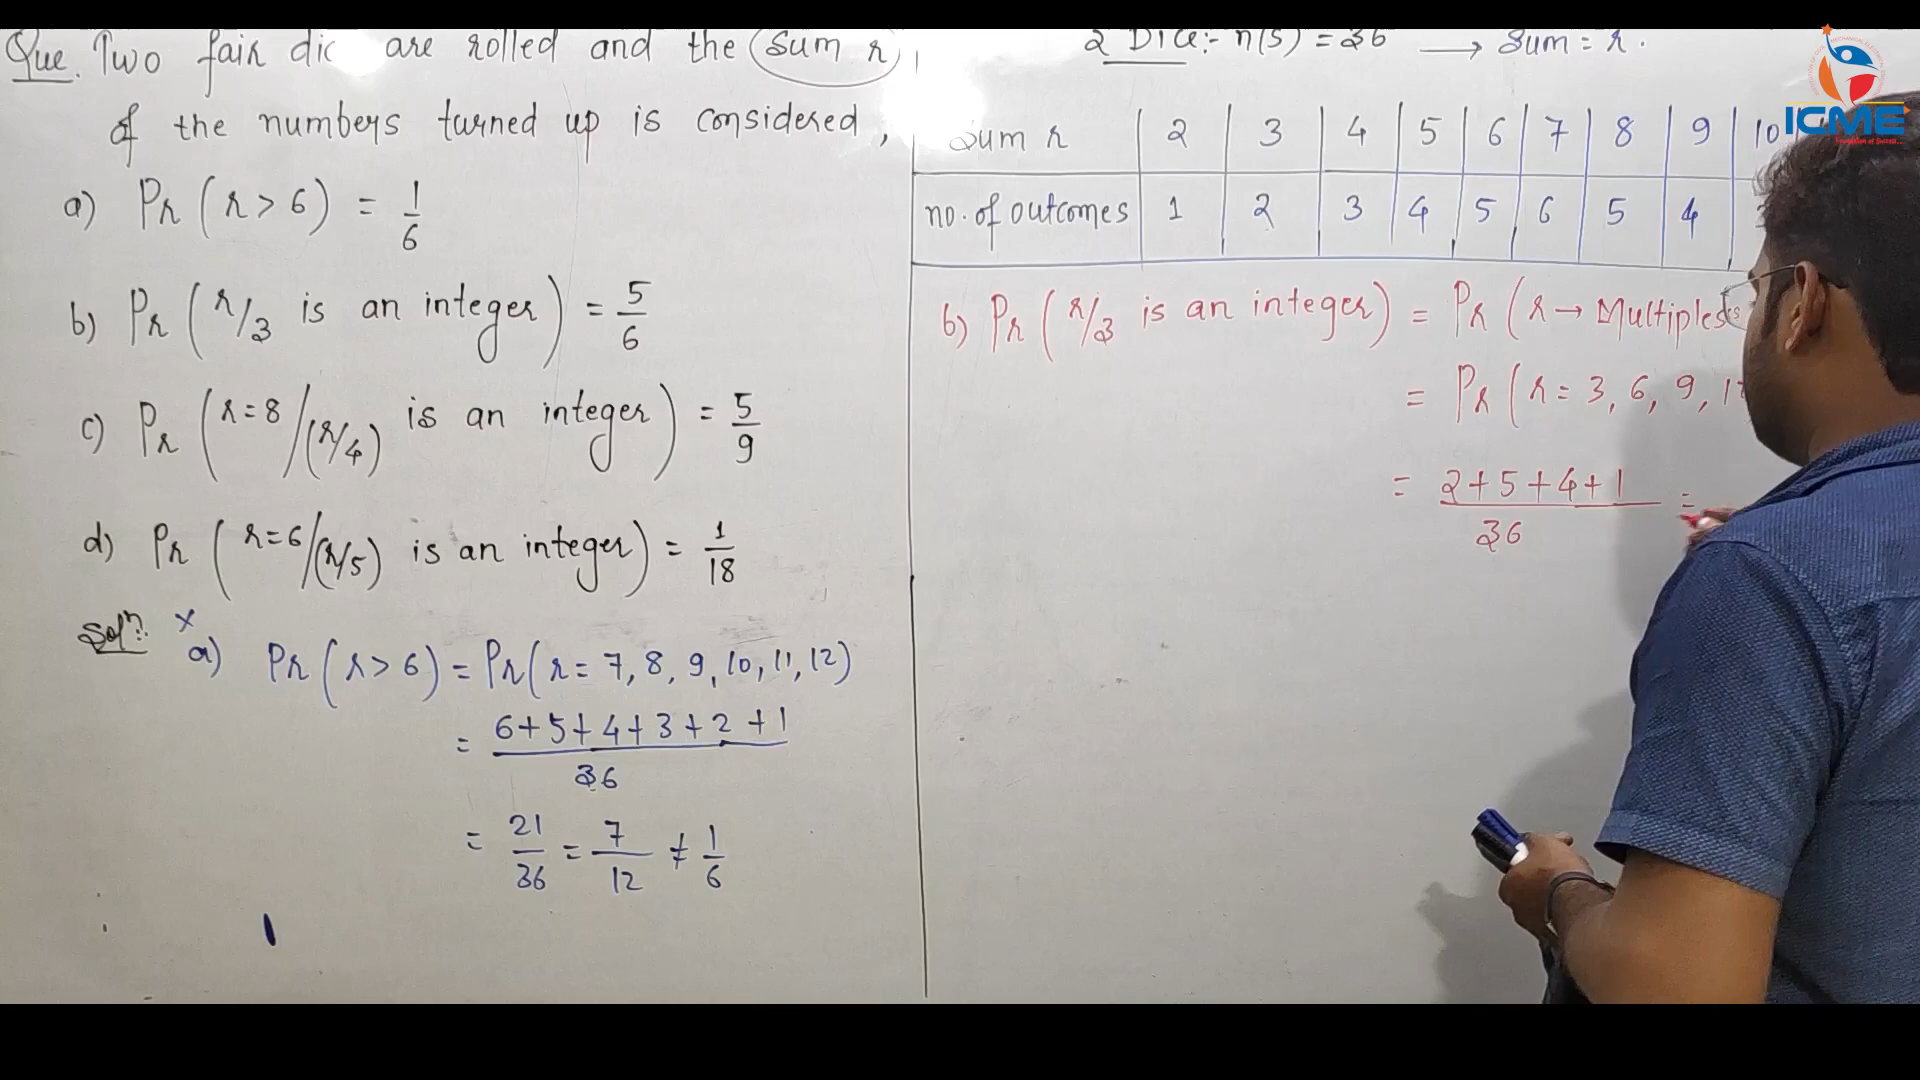 Que. Two fair dic are rolled and the (Sum r),
of the numbers turned up is considered,
a) Pr (r > 6) = 1/6
b) Pr (r/3 is an integer) = 5/6
c) Pr (r=8/(r/4) is an integer) = 5/9
d) Pr (r=6/(r/5) is an integer) = 1/18
Soln. x
a) Pr (r > 6) = Pr (r = 7, 8, 9, 10, 11, 12)
= 6+5+4+3+2+1/36
= 21/36 = 7/12 ≠ 1/6
2 Dice:- n(S) = 36 → Sum = r.
Sum r 2 3 4 5 6 7 8 9 10
no. of outcomes 1 2 3 4 5 6 5 4
b) Pr (r/3 is an integer) = Pr (r → Multiples
= Pr (r = 3, 6, 9, 12
= 2+5+4+1/36 =
ICME